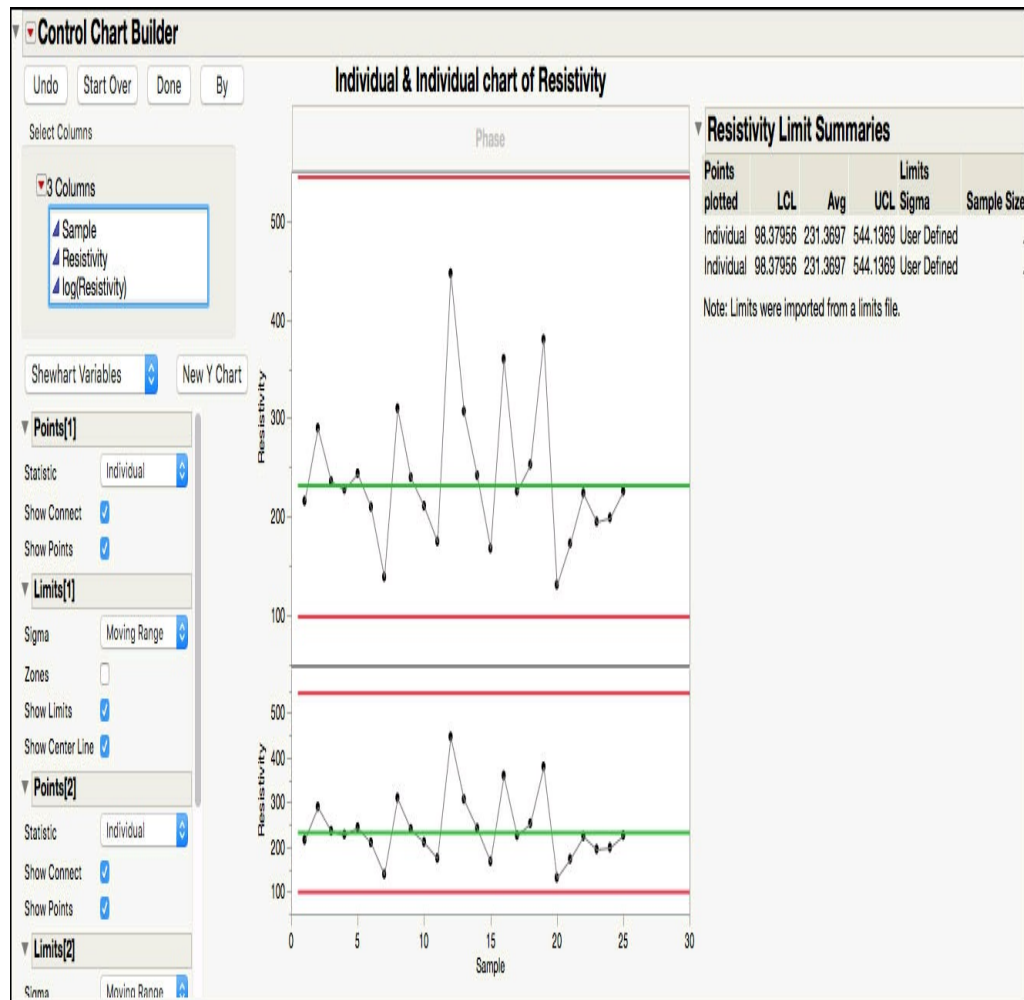 Control Chart Builder
Undo
Start Over
Done
By
Select Columns
3 Columns
Sample
Resistivity
log(Resistivity)
Shewhart Variables
New Y Chart
Points[1]
Statistic
Individual
Show Connect
Show Points
Limits[1]
Sigma
Moving Range
Zones
Show Limits
Show Center Line
Points[2]
Statistic
Individual
Show Connect
Show Points
Limits[2]
Sigma
Moving Range
Individual & Individual chart of Resistivity
Phase
Resistivity
500
400
300
200
100
Resistivity
500
400
300
200
100
0 5 10 15 20 25 30
Sample
Resistivity Limit Summaries
Points Limits
plotted LCL Avg UCL Sigma Sample Size
Individual 98.37956 231.3697 544.1369 User Defined .
Individual 98.37956 231.3697 544.1369 User Defined .
Note: Limits were imported from a limits file.